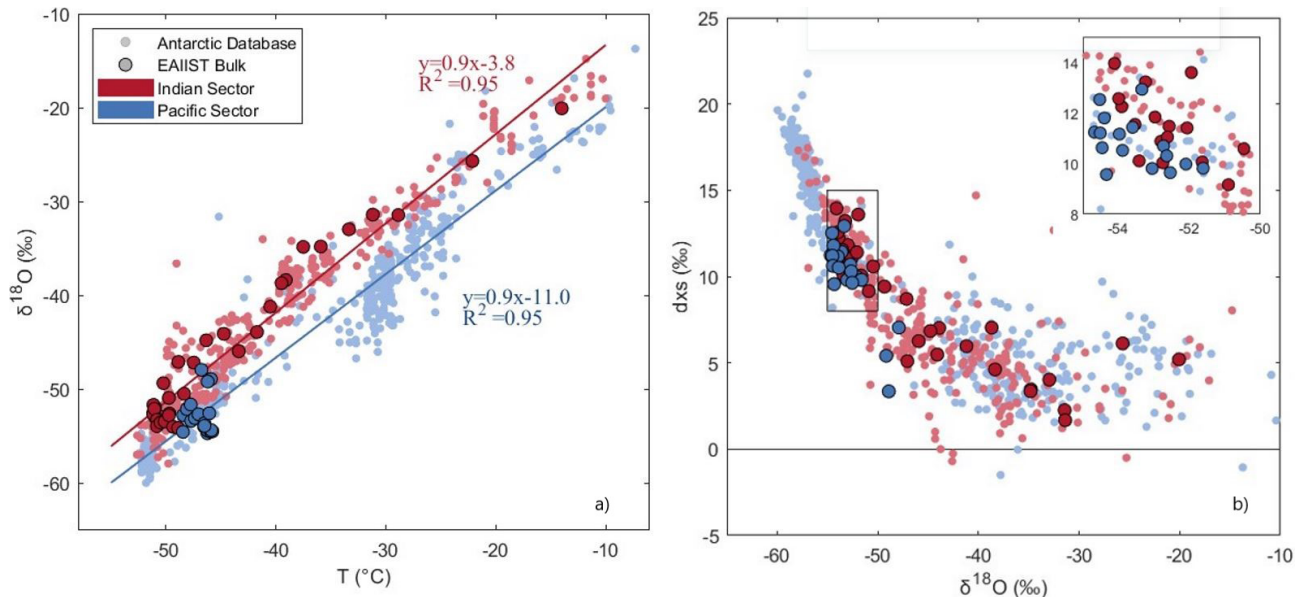 -10
-20
-30
-40
-50
-60
δ18O (‰)
-50 -40 -30 -20 -10
T (°C)
Antarctic Database
EAIIST Bulk
Indian Sector
Pacific Sector
y=0.9x-3.8
R2 =0.95
y=0.9x-11.0
R2 =0.95
a)
25
20
15
10
5
0
-5
dxs (‰)
-60 -50 -40 -30 -20 -10
δ18O (‰)
14
12
10
8
-54 -52 -50
b)